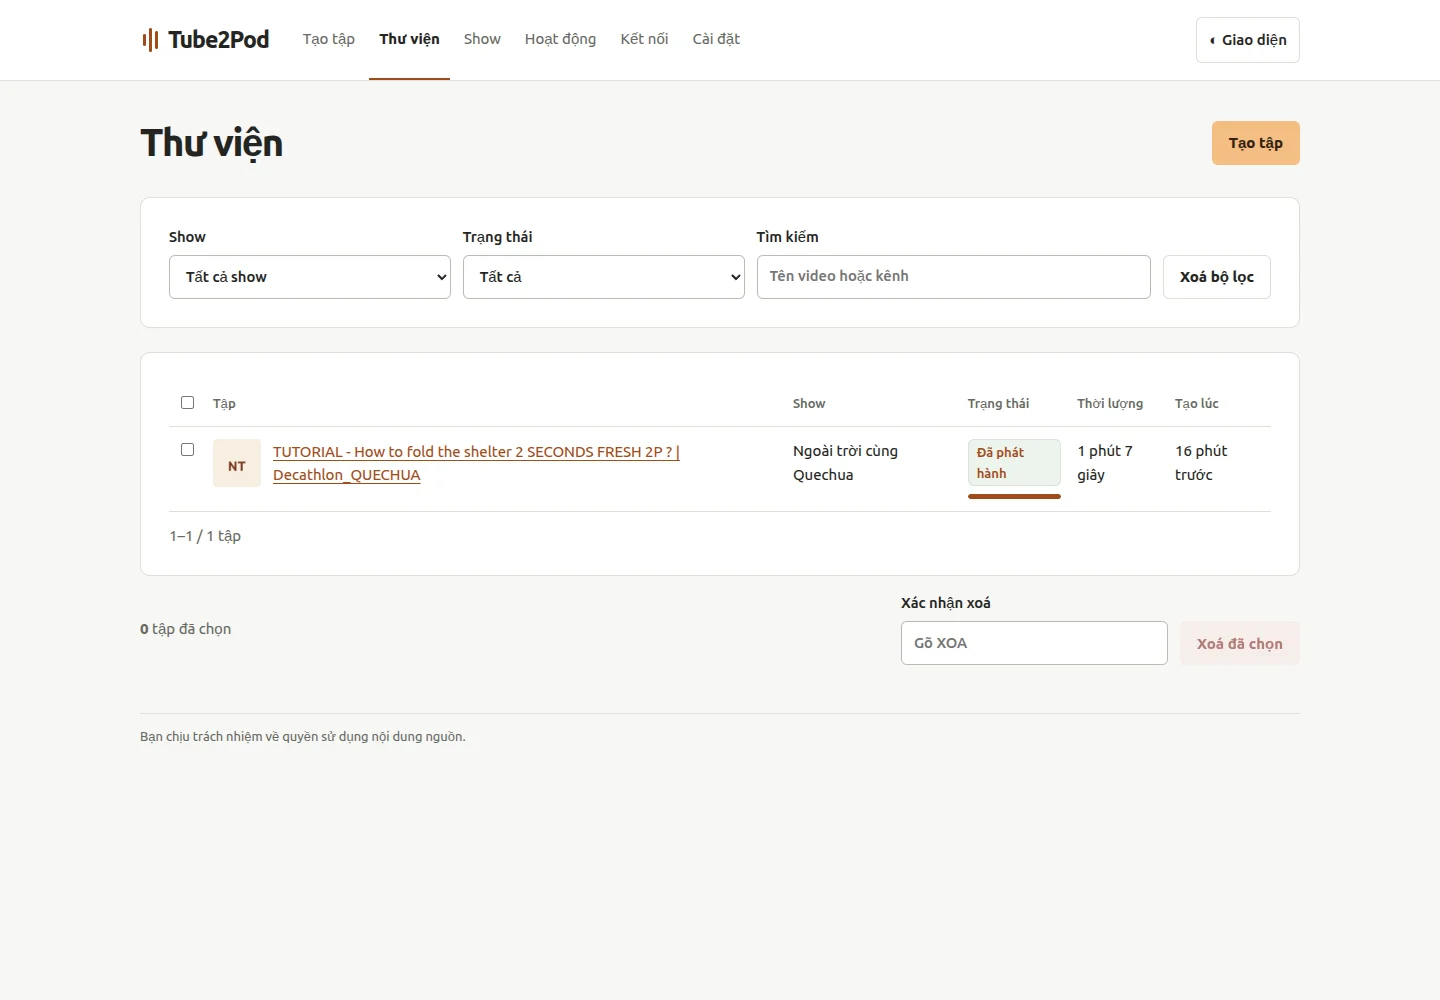 Tube2Pod
Tạo tập
Thư viện
Show
Hoạt động
Kết nối
Cài đặt
Giao diện
Thư viện
Tạo tập
Show
Trạng thái
Tìm kiếm
Tất cả show
Tất cả
Tên video hoặc kênh
Xoá bộ lọc
Tập
Show
Trạng thái
Thời lượng
Tạo lúc
NT
TUTORIAL - How to fold the shelter 2 SECONDS FRESH 2P ? |
Decathlon_QUECHUA
Ngoài trời cùng
Quechua
Đã phát
hành
1 phút 7
giây
16 phút
trước
1–1 / 1 tập
Xác nhận xoá
0 tập đã chọn
Gõ XOA
Xoá đã chọn
Bạn chịu trách nhiệm về quyền sử dụng nội dung nguồn.